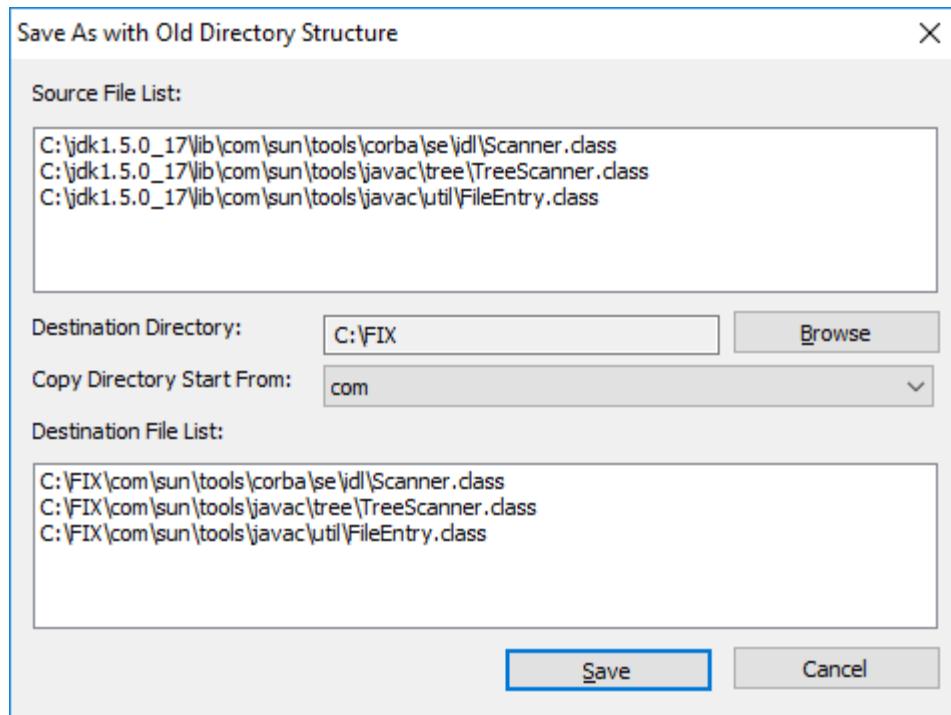 Save As with Old Directory Structure
Source File List:
C:\jdk1.5.0_17\lib\com\sun\tools\corba\se\idl\Scanner.class
C:\jdk1.5.0_17\lib\com\sun\tools\javac\tree\TreeScanner.class
C:\jdk1.5.0_17\lib\com\sun\tools\javac\util\FileEntry.class
Destination Directory:
C:\FIX
Browse
Copy Directory Start From:
com
Destination File List:
C:\FIX\com\sun\tools\corba\se\idl\Scanner.class
C:\FIX\com\sun\tools\javac\tree\TreeScanner.class
C:\FIX\com\sun\tools\javac\util\FileEntry.class
Save
Cancel